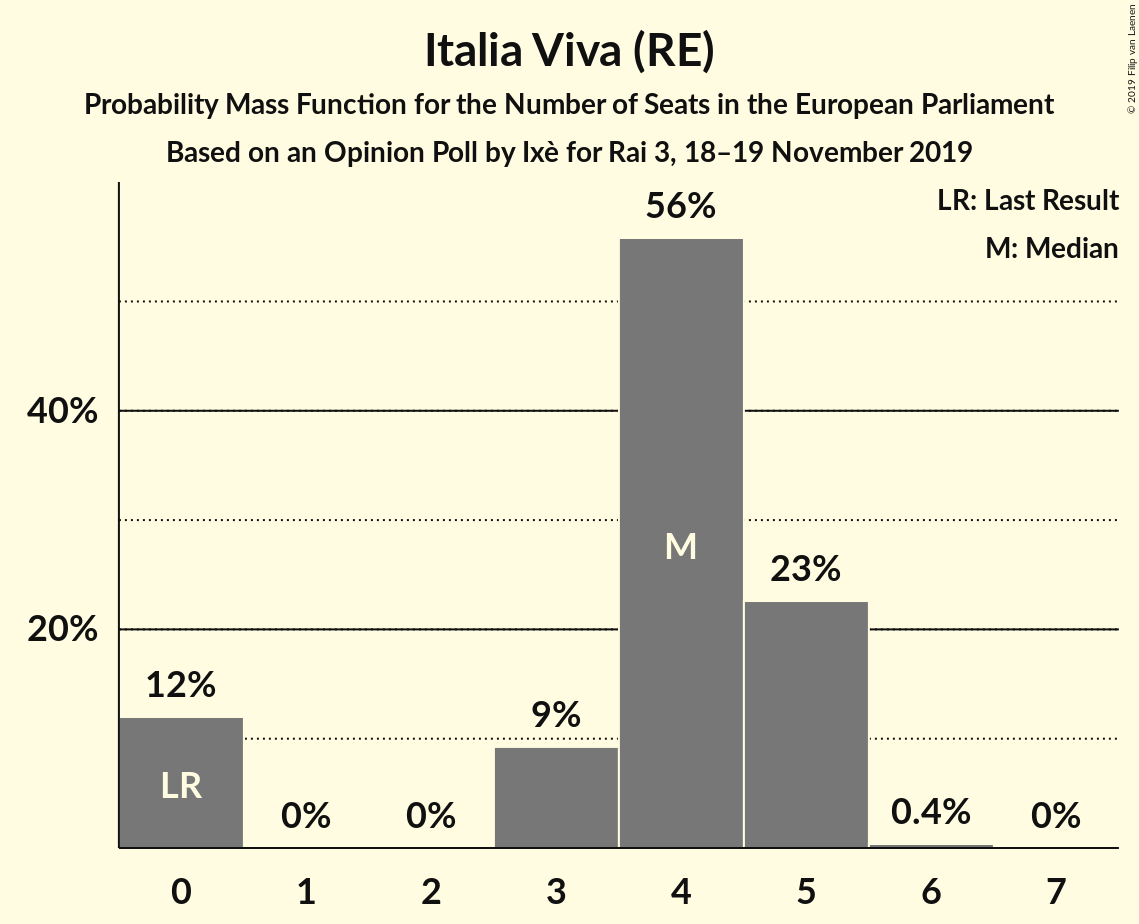 Italia Viva (RE)
Probability Mass Function for the Number of Seats in the European Parliament
Based on an Opinion Poll by Ixè for Rai 3, 18–19 November 2019
© 2019 Filip van Laenen
LR: Last Result
M: Median
56%
40%
M
23%
20%
12%
9%
LR
0%
0%
0.4%
0%
0 1 2 3 4 5 6 7